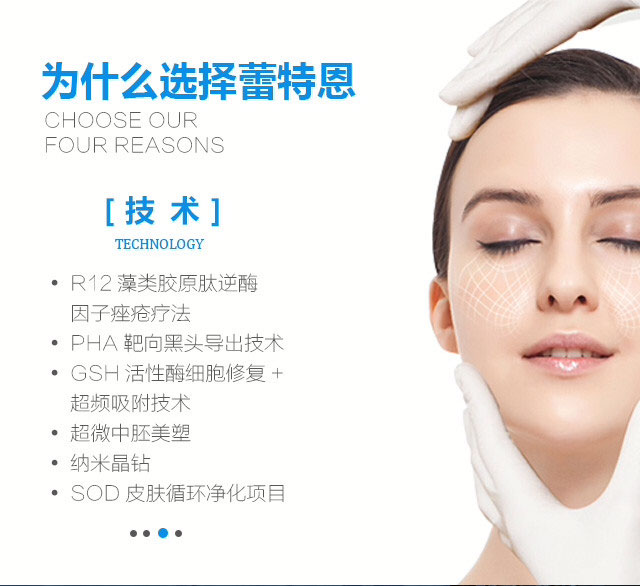 为什么选择蕾特恩
CHOOSE OUR
FOUR REASONS
[ 技 术 ]
TECHNOLOGY
• R12 藻类胶原肽逆酶
因子痤疮疗法
• PHA 靶向黑头导出技术
• GSH 活性酶细胞修复 +
超频吸附技术
• 超微中胚美塑
• 纳米晶钻
• SOD 皮肤循环净化项目